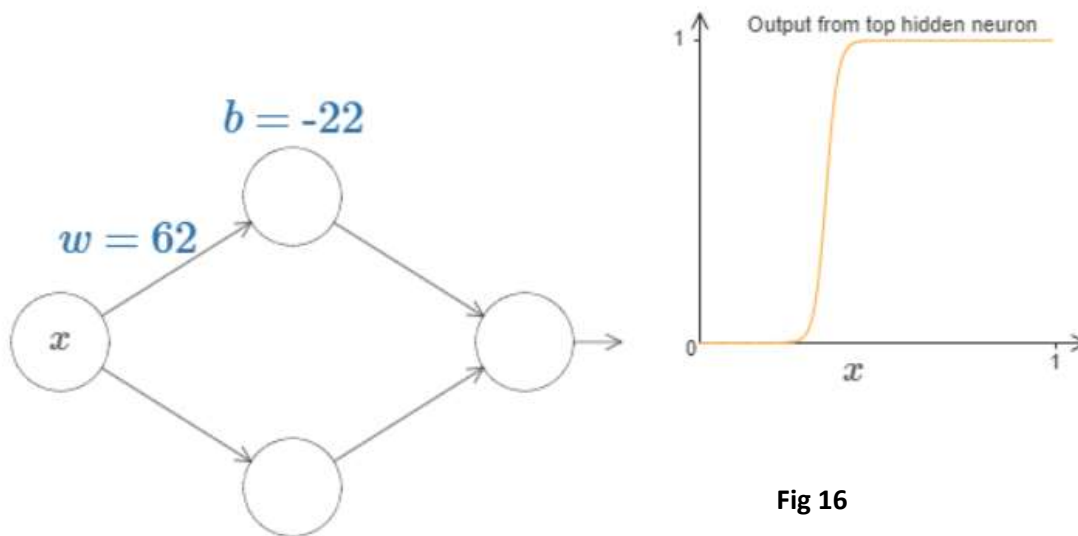 Output from top hidden neuron
1
b = -22
w = 62
x
0
x
1
Fig 16